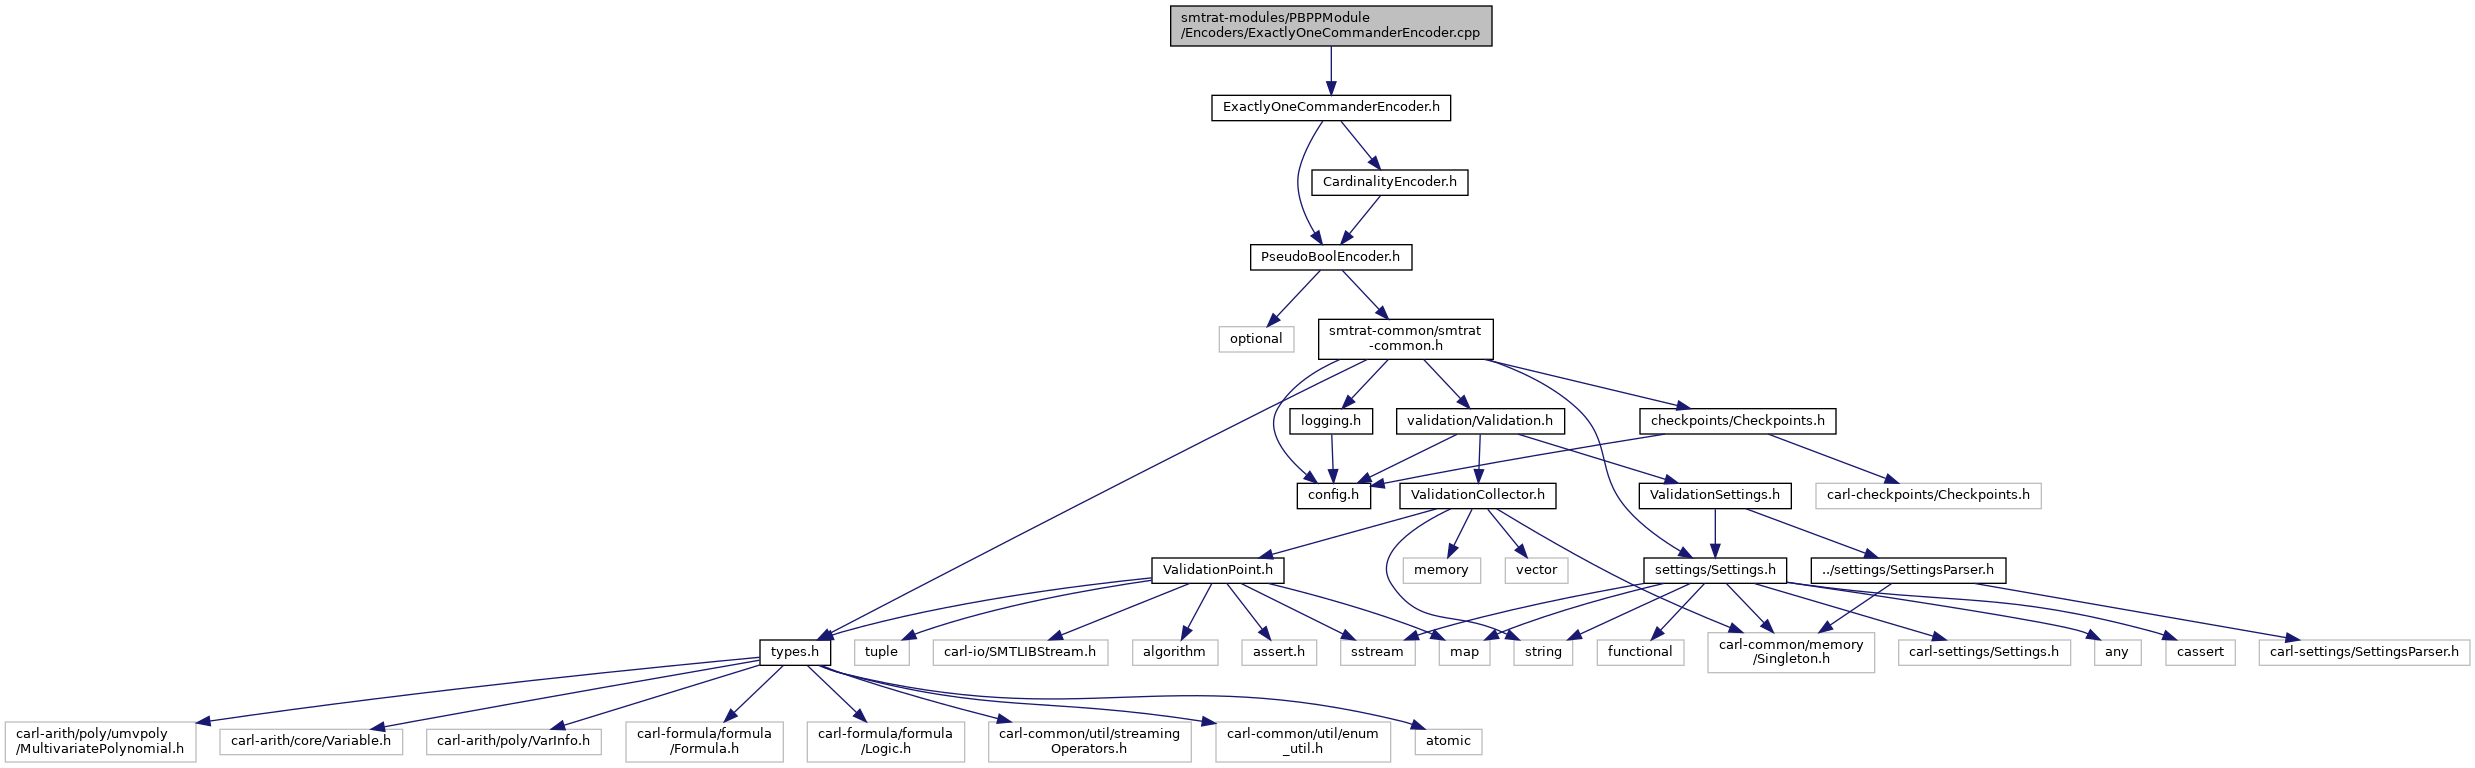 smtrat-modules/PBPPModule
/Encoders/ExactlyOneCommanderEncoder.cpp
ExactlyOneCommanderEncoder.h
CardinalityEncoder.h
PseudoBoolEncoder.h
optional
smtrat-common/smtrat
-common.h
logging.h
validation/Validation.h
checkpoints/Checkpoints.h
config.h
ValidationCollector.h
ValidationSettings.h
carl-checkpoints/Checkpoints.h
ValidationPoint.h
memory
vector
settings/Settings.h
../settings/SettingsParser.h
types.h
tuple
carl-io/SMTLIBStream.h
algorithm
assert.h
sstream
map
string
functional
carl-common/memory
/Singleton.h
carl-settings/Settings.h
any
cassert
carl-settings/SettingsParser.h
carl-arith/poly/umvpoly
/MultivariatePolynomial.h
carl-arith/core/Variable.h
carl-arith/poly/VarInfo.h
carl-formula/formula
/Formula.h
carl-formula/formula
/Logic.h
carl-common/util/streaming
Operators.h
carl-common/util/enum
_util.h
atomic